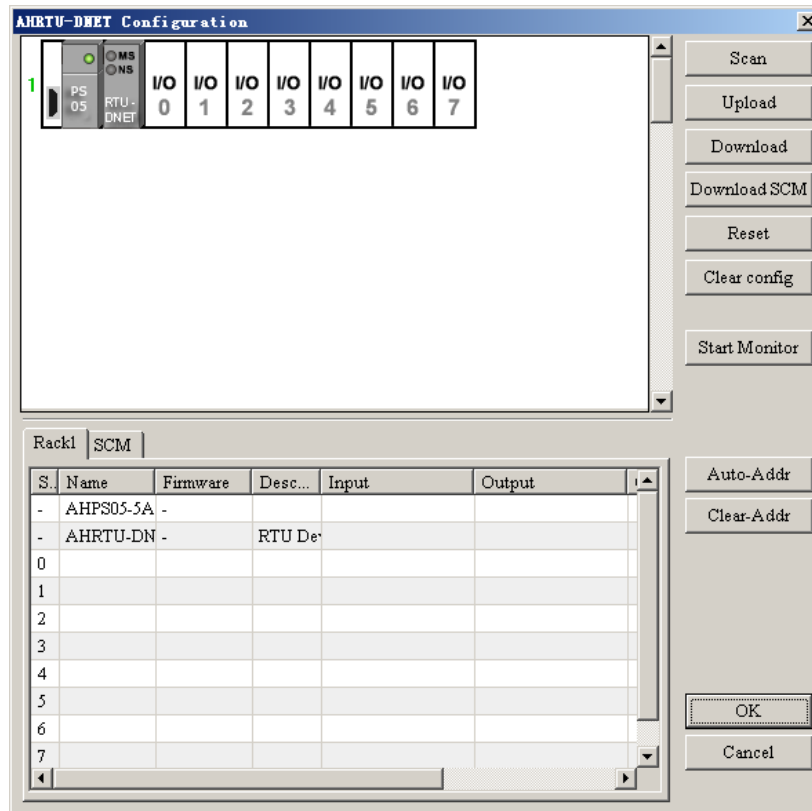 AHRTU-DNET Configuration
1
PS
05
MS
NS
RTU-
DNET
I/O I/O I/O I/O I/O I/O I/O I/O
0 1 2 3 4 5 6 7
Scan
Upload
Download
Download SCM
Reset
Clear config
Start Monitor
Rack1 SCM
S.. Name Firmware Desc... Input Output
- AHPS05-5A -
- AHRTU-DN - RTU De
0
1
2
3
4
5
6
7
Auto-Addr
Clear-Addr
OK
Cancel